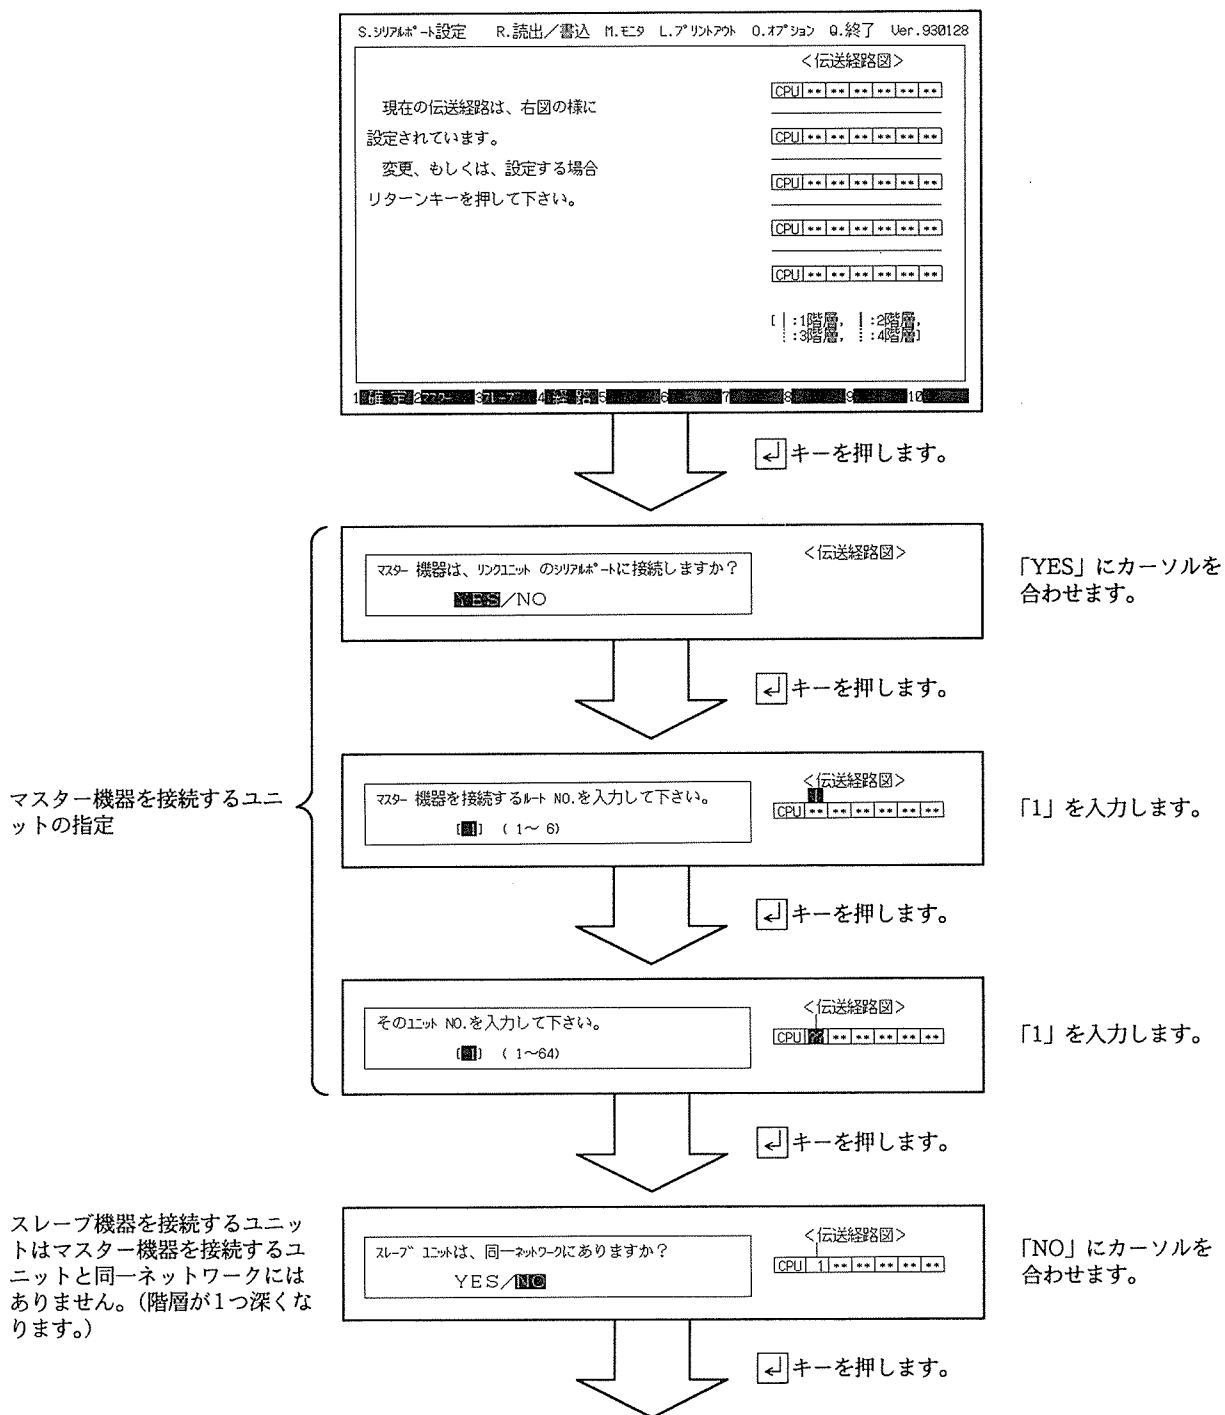 S.ｼﾘｱﾙﾎﾟｰﾄ設定 R.読出／書込 M.ﾓﾆﾀ L.ﾌﾟﾘﾝﾄｱｳﾄ O.ｵﾌﾟｼｮﾝ Q.終了 Ver.930128
＜伝送経路図＞
CPU ** ** ** ** ** **
現在の伝送経路は、右図の様に
設定されています。
CPU ** ** ** ** ** **
変更、もしくは、設定する場合
CPU ** ** ** ** ** **
リターンキーを押して下さい。
CPU ** ** ** ** ** **
CPU ** ** ** ** ** **
[ :1階層, :2階層,
:3階層, :4階層]
1 確 定 2 ﾏｽﾀｰ 3 ｽﾚｰﾌﾞ 4 経 路 5 6 7 8 9 10
キーを押します。
マスター機器を接続するユニ
ットの指定
ﾏｽﾀｰ 機器は、ﾘﾝｸﾕﾆｯﾄ のｼﾘｱﾙﾎﾟｰﾄに接続しますか？
YES／NO
＜伝送経路図＞
「YES」にカーソルを
合わせます。
キーを押します。
ﾏｽﾀｰ 機器を接続するﾙｰﾄ NO.を入力して下さい。
[ 1] ( 1～ 6)
＜伝送経路図＞
CPU ** ** ** ** ** **
「1」を入力します。
キーを押します。
そのﾕﾆｯﾄ NO.を入力して下さい。
[ 1] ( 1～64)
＜伝送経路図＞
CPU ** ** ** ** **
「1」を入力します。
キーを押します。
スレーブ機器を接続するユニッ
トはマスター機器を接続するユ
ニットと同一ネットワークには
ありません。（階層が1つ深くな
ります。）
ｽﾚｰﾌﾞ ﾕﾆｯﾄは、同一ﾈｯﾄﾜｰｸにありますか？
YES／NO
＜伝送経路図＞
CPU 1 ** ** ** ** **
「NO」にカーソルを
合わせます。
キーを押します。